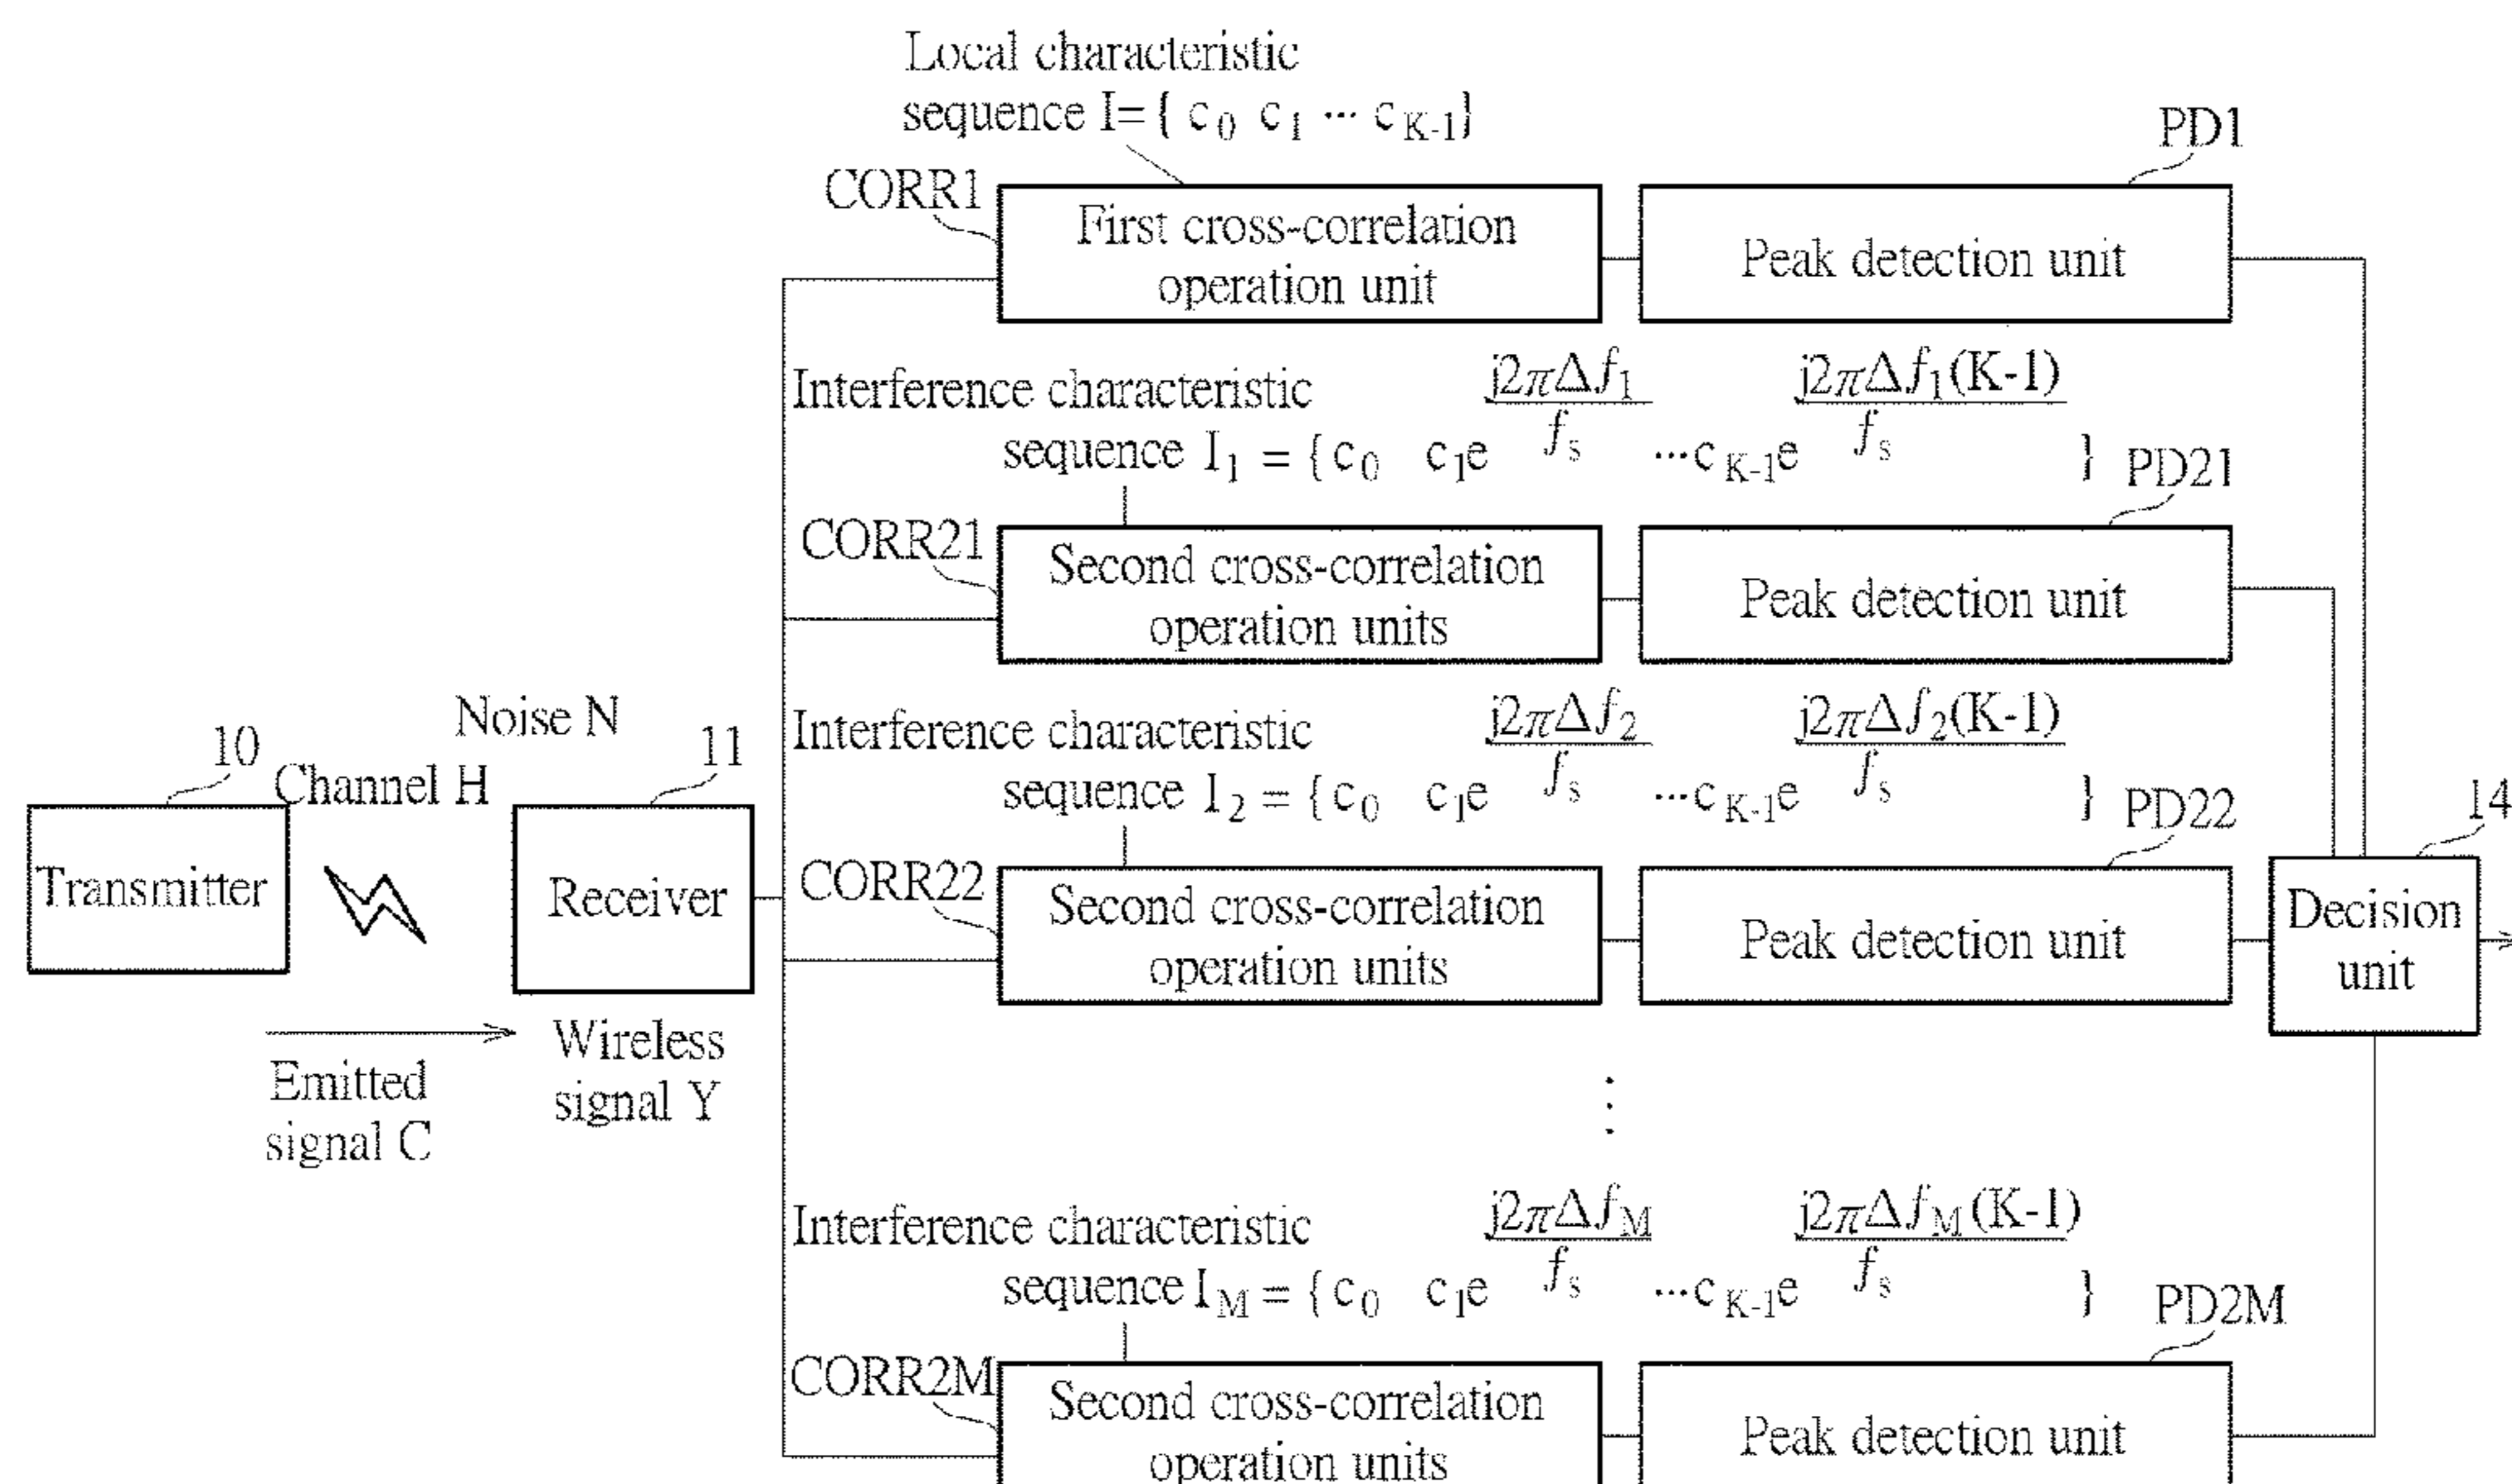 Local characteristic
sequence I={ c0 c1 ··· cK-1}
PD1
CORR1
First cross-correlation
operation unit
Peak detection unit
Interference characteristic
sequence I1 = { c0 c1e j2πΔf1/fs ···cK-1e j2πΔf1(K-1)/fs }
PD21
CORR21
Second cross-correlation
operation units
Peak detection unit
Interference characteristic
sequence I2 = { c0 c1e j2πΔf2/fs ···cK-1e j2πΔf2(K-1)/fs }
PD22
CORR22
Second cross-correlation
operation units
Peak detection unit
Noise N
10
Channel H
11
14
Transmitter
Receiver
Decision
unit
Emitted
signal C
Wireless
signal Y
⋮
Interference characteristic
sequence IM = { c0 c1e j2πΔfM/fs ···cK-1e j2πΔfM(K-1)/fs }
PD2M
CORR2M
Second cross-correlation
operation units
Peak detection unit